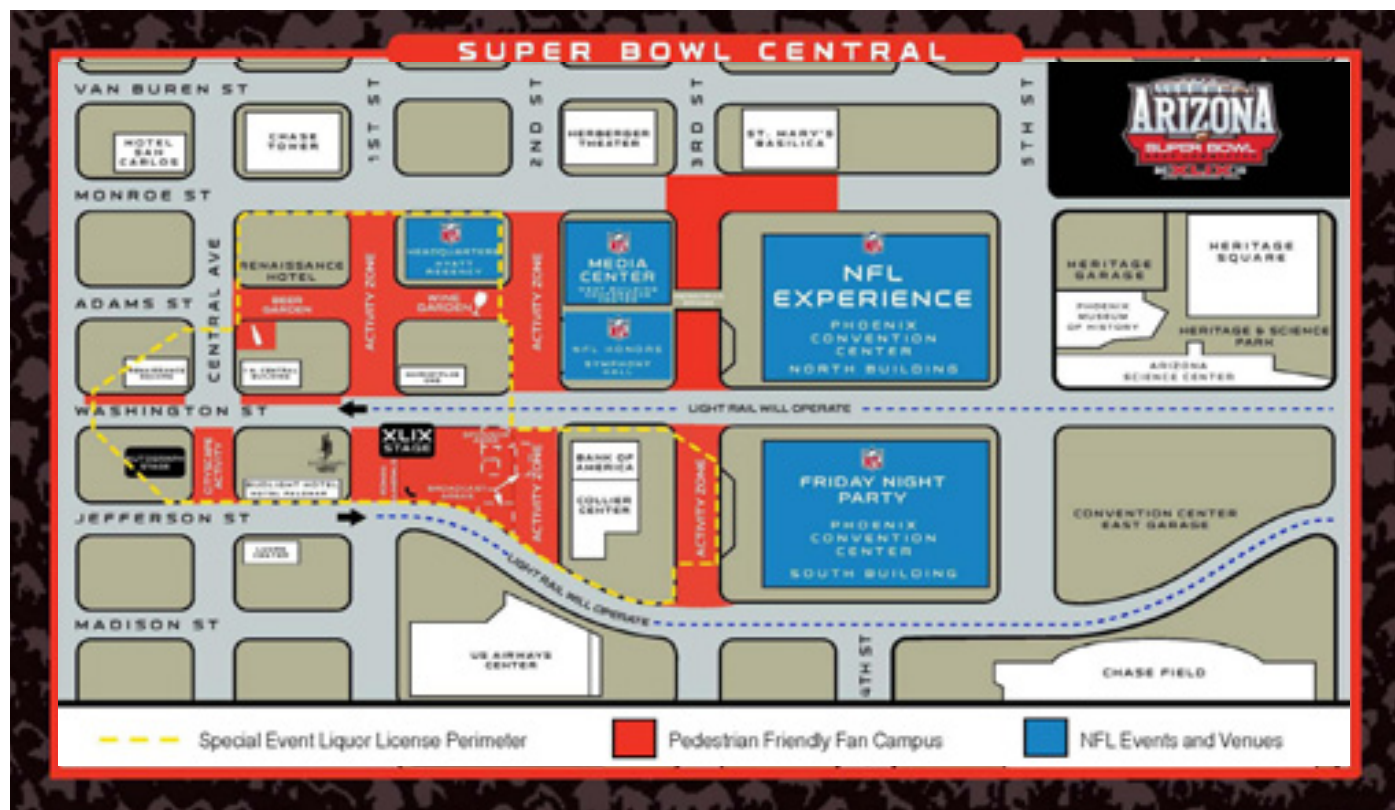 SUPER BOWL CENTRAL
VAN BUREN ST
1ST ST
2ND ST
3RD ST
5TH ST
ARIZONA
SUPER BOWL
XLIX
HOTEL
SAN
CARLOS
CHASE
TOWER
HERBERGER
THEATER
ST. MARY'S
BASILICA
MONROE ST
CENTRAL AVE
RENAISSANCE
HOTEL
ACTIVITY ZONE
HEADQUARTERS
HYATT
REGENCY
ACTIVITY ZONE
MEDIA
CENTER
NFL
EXPERIENCE
PHOENIX
CONVENTION
CENTER
NORTH BUILDING
HERITAGE
GARAGE
HERITAGE
SQUARE
ADAMS ST
BEER
GARDEN
WINE
GARDEN
NFL HONORS
SYMPHONY
HALL
PHOENIX
MUSEUM
OF HISTORY
HERITAGE & SCIENCE
PARK
ARIZONA
SCIENCE CENTER
WASHINGTON ST
LIGHT RAIL WILL OPERATE
CITYSCAPE
ACTIVITY
XLIX
STAGE
ACTIVITY ZONE
BANK OF
AMERICA
COLLIER
CENTER
ACTIVITY ZONE
FRIDAY NIGHT
PARTY
PHOENIX
CONVENTION
CENTER
SOUTH BUILDING
CONVENTION CENTER
EAST GARAGE
JEFFERSON ST
LIGHT RAIL WILL OPERATE
MADISON ST
US AIRWAYS
CENTER
4TH ST
CHASE FIELD
Special Event Liquor License Perimeter
Pedestrian Friendly Fan Campus
NFL Events and Venues